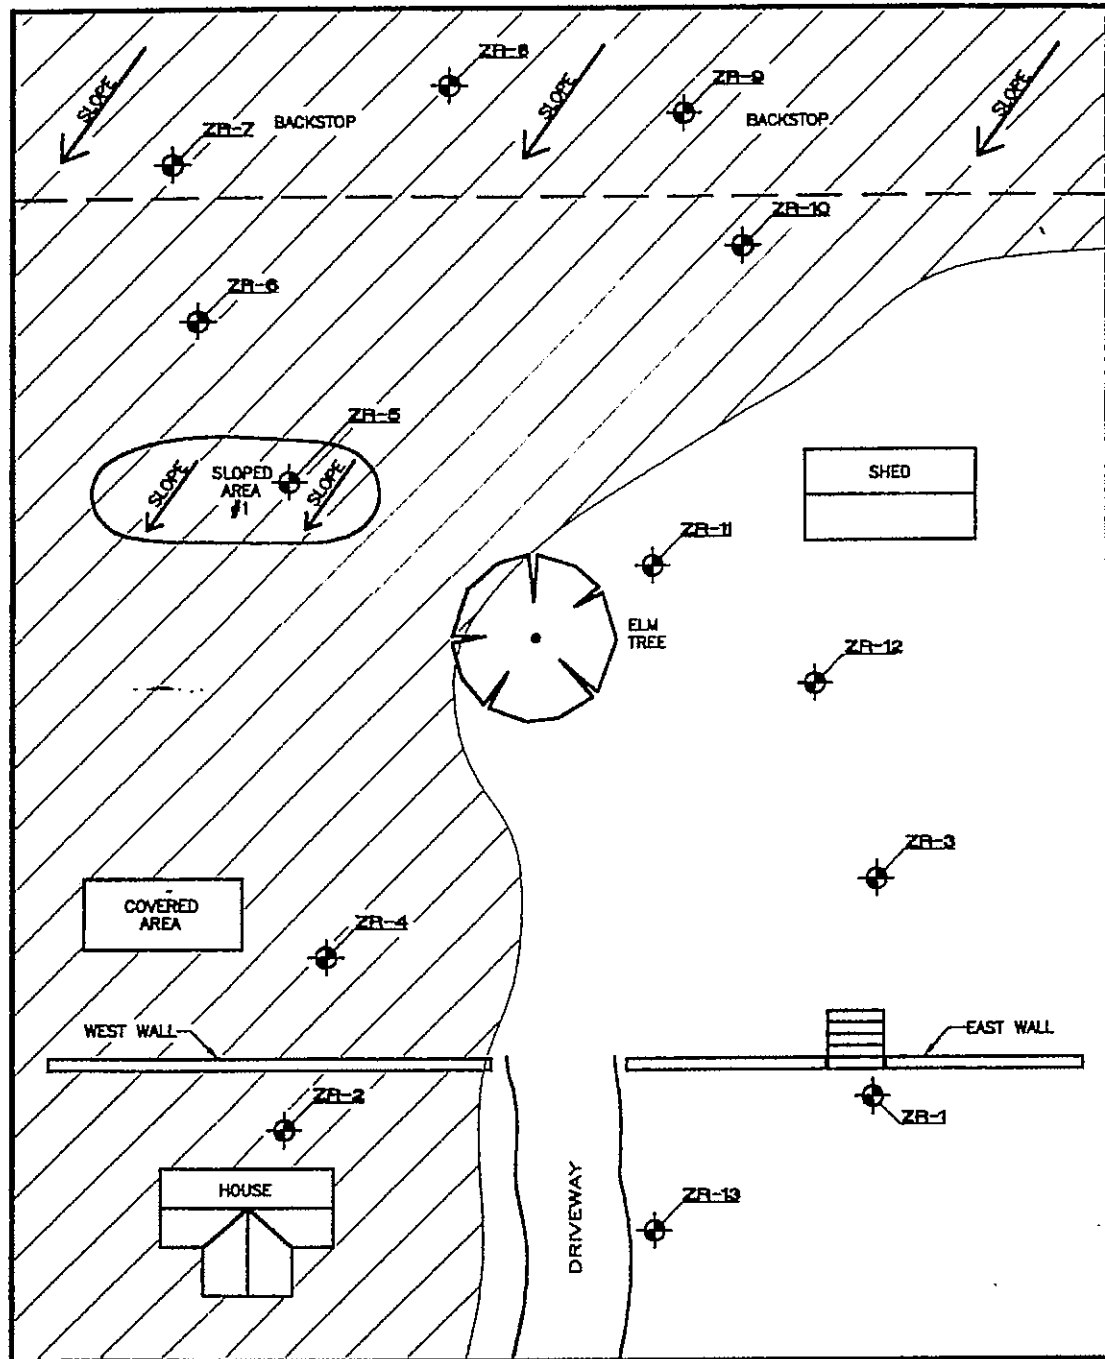 ZR-8
ZR-9
SLOPE
SLOPE
SLOPE
ZR-7
BACKSTOP
BACKSTOP
ZR-10
ZR-6
ZR-5
SLOPED
AREA
#1
SLOPE
SLOPE
SHED
ZR-11
ELM
TREE
ZR-12
ZR-3
COVERED
AREA
ZR-4
WEST WALL
EAST WALL
ZR-2
ZR-1
HOUSE
DRIVEWAY
ZR-13